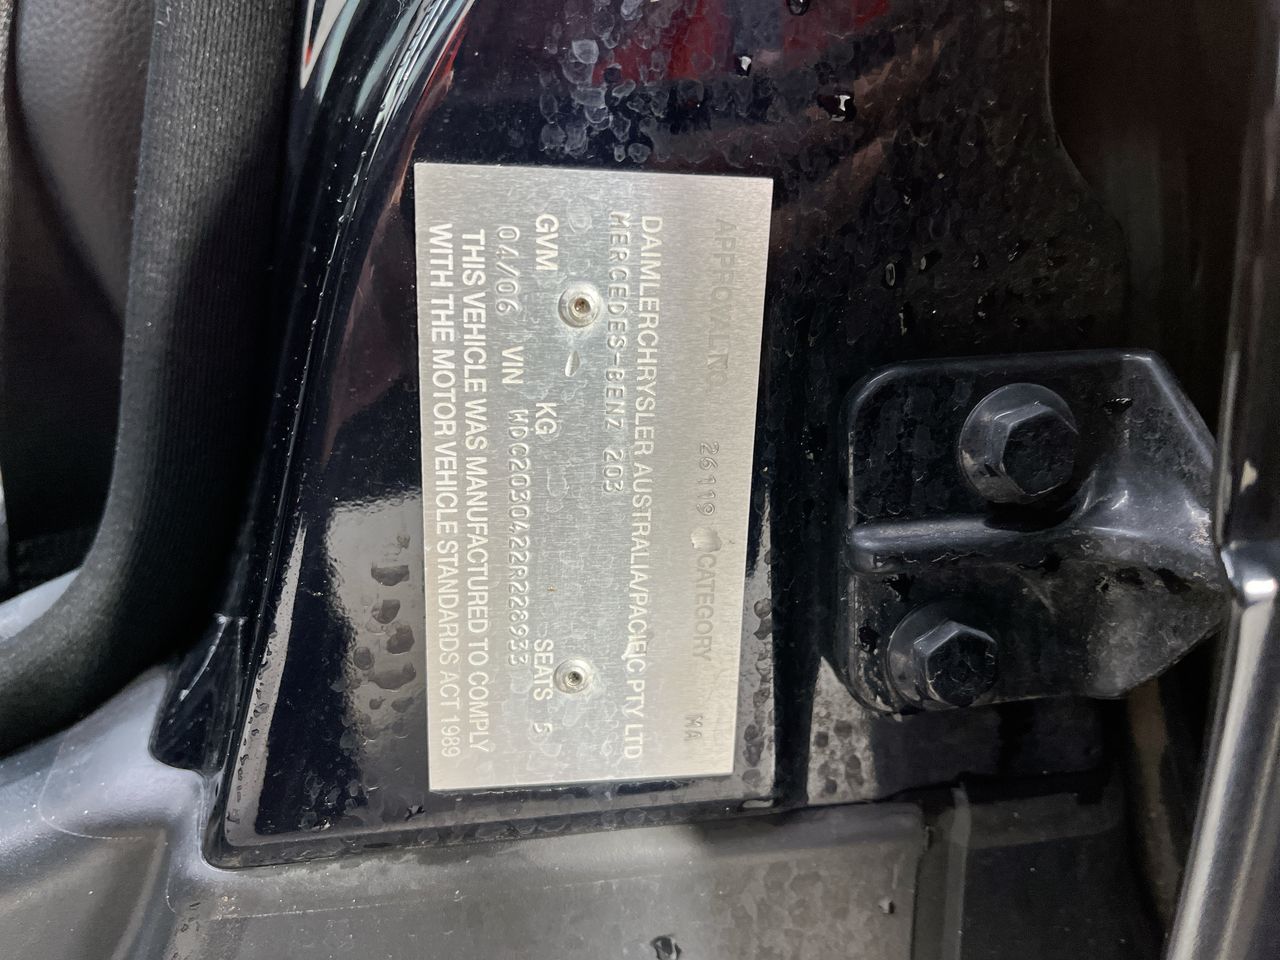 APPROVAL NO. 26119 CATEGORY MA
DAIMLERCHRYSLER AUSTRALIA/PACIFIC PTY LTD
MERCEDES-BENZ 203
GVM KG SEATS 5
04/06 VIN WDC2030422R228933
THIS VEHICLE WAS MANUFACTURED TO COMPLY
WITH THE MOTOR VEHICLE STANDARDS ACT 1989